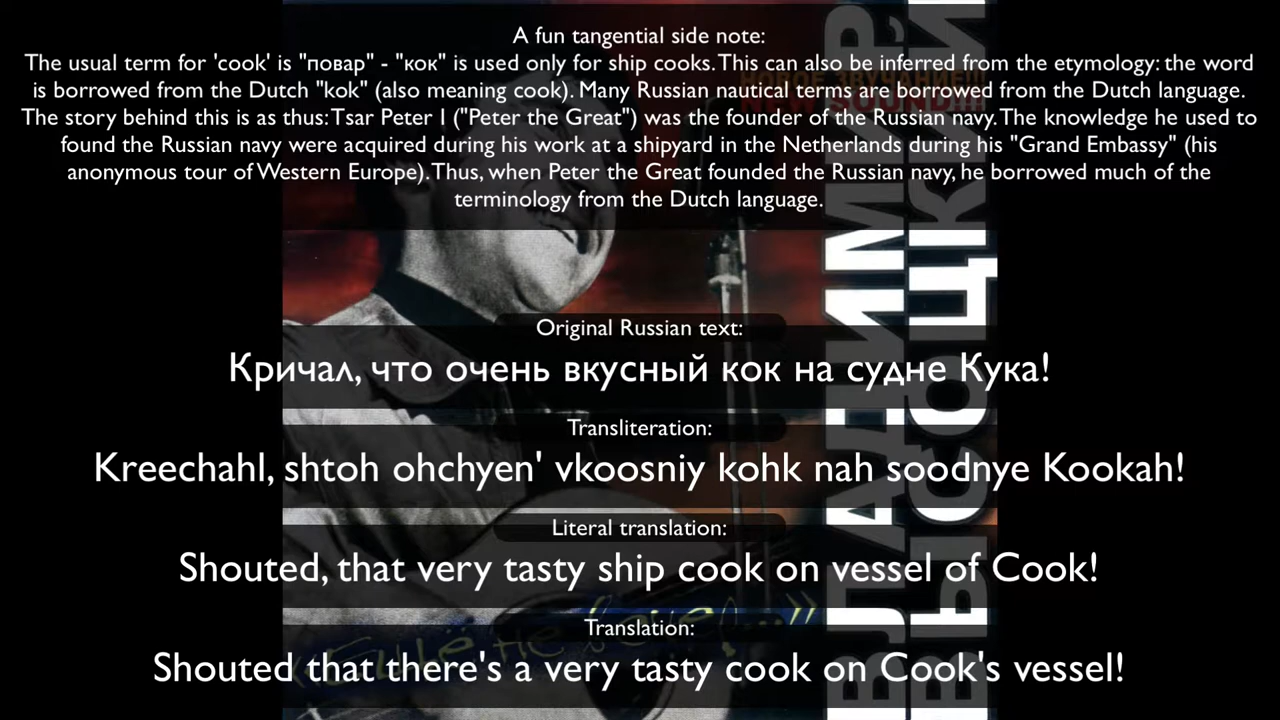 A fun tangential side note:
The usual term for 'cook' is "повар" - "кок" is used only for ship cooks. This can also be inferred from the etymology: the word
is borrowed from the Dutch "kok" (also meaning cook). Many Russian nautical terms are borrowed from the Dutch language.
The story behind this is as thus: Tsar Peter I ("Peter the Great") was the founder of the Russian navy. The knowledge he used to
found the Russian navy were acquired during his work at a shipyard in the Netherlands during his "Grand Embassy" (his
anonymous tour of Western Europe). Thus, when Peter the Great founded the Russian navy, he borrowed much of the
terminology from the Dutch language.
НОВОЕ ЗВУЧАНИЕ!!!
NEW SOUND!!!
ВЛАДИМИР
ВЫСОЦКИЙ
Original Russian text:
Кричал, что очень вкусный кок на судне Кука!
Transliteration:
Kreechahl, shtoh ohchyen' vkoosniy kohk nah soodnye Kookah!
Literal translation:
Shouted, that very tasty ship cook on vessel of Cook!
Translation:
Shouted that there's a very tasty cook on Cook's vessel!